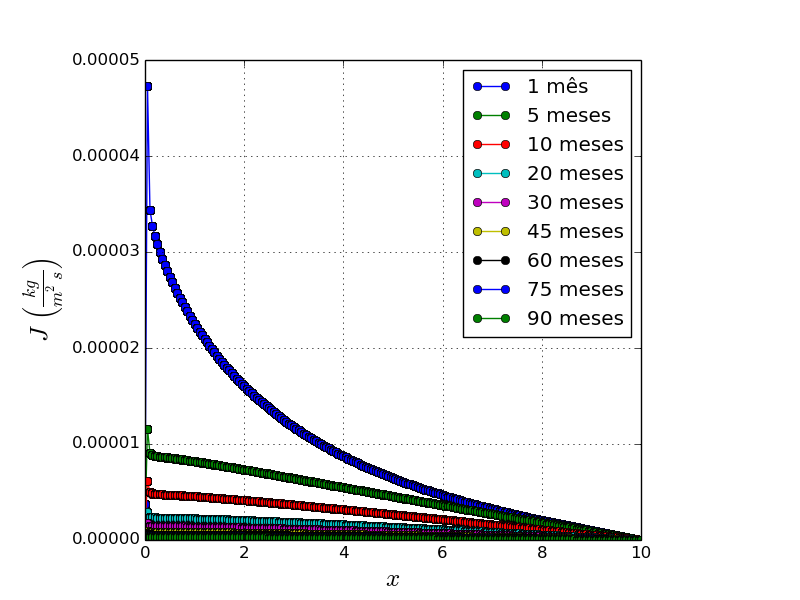 0.00005
0.00004
0.00003
0.00002
0.00001
0.00000
J (kg/m² s)
0 2 4 6 8 10
x
1 mês
5 meses
10 meses
20 meses
30 meses
45 meses
60 meses
75 meses
90 meses